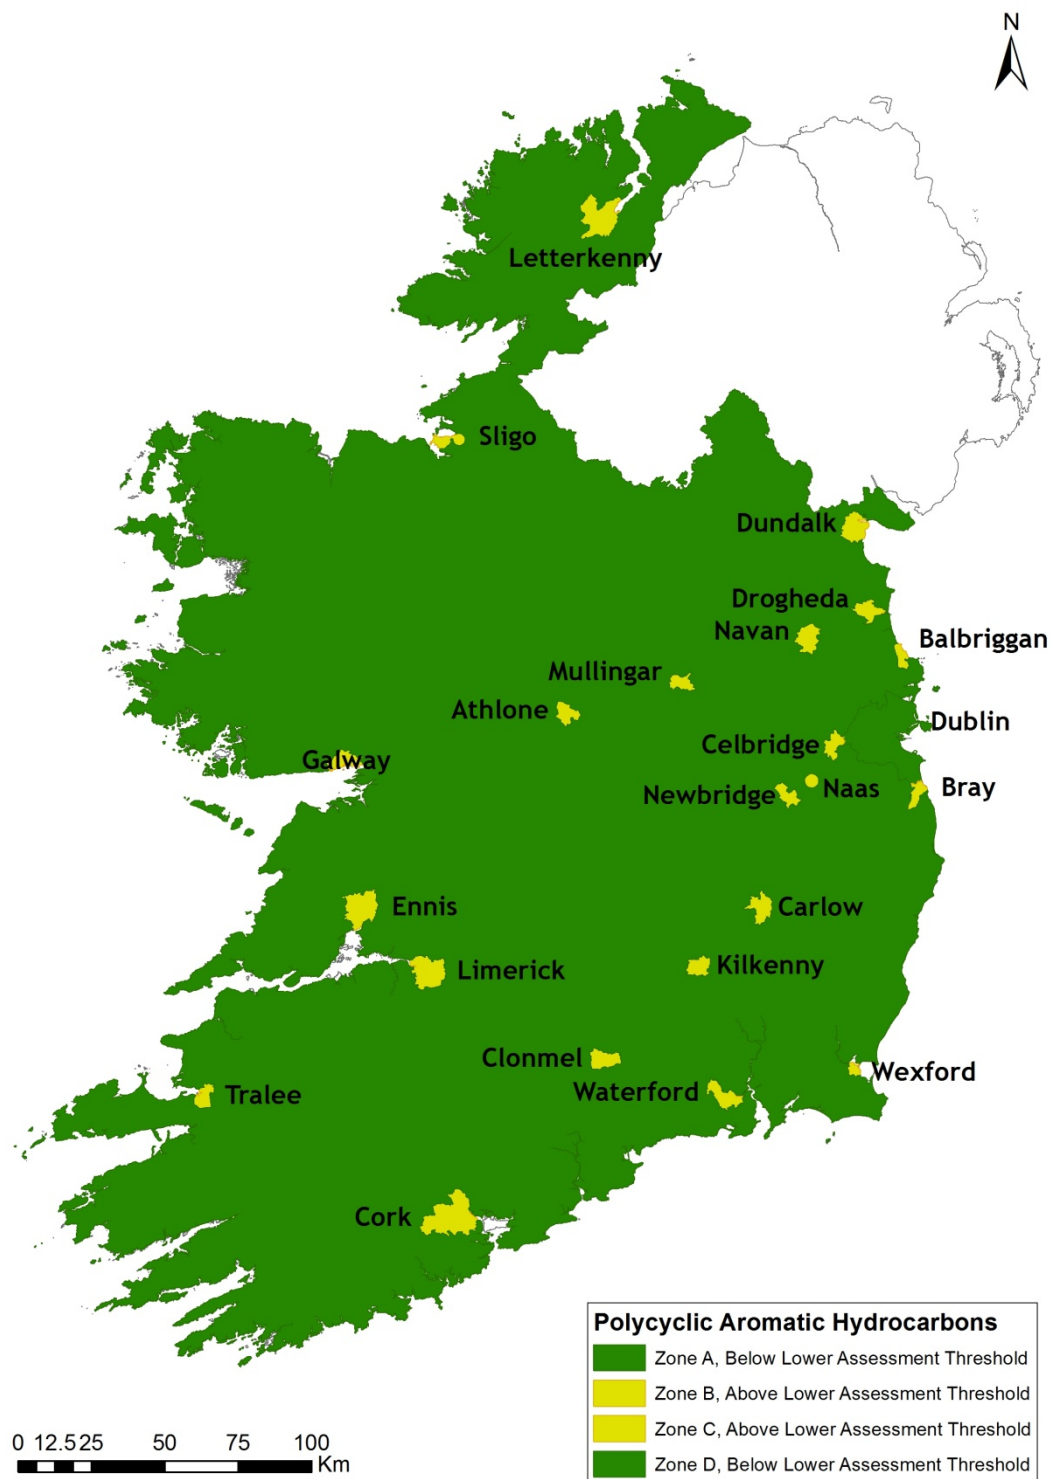 N
Letterkenny
Sligo
Dundalk
Drogheda
Navan
Balbriggan
Mullingar
Athlone
Dublin
Celbridge
Galway
Naas
Bray
Newbridge
Ennis
Carlow
Limerick
Kilkenny
Clonmel
Wexford
Waterford
Tralee
Cork
Polycyclic Aromatic Hydrocarbons
Zone A, Below Lower Assessment Threshold
Zone B, Above Lower Assessment Threshold
Zone C, Above Lower Assessment Threshold
Zone D, Below Lower Assessment Threshold
0 12.5 25 50 75 100
Km